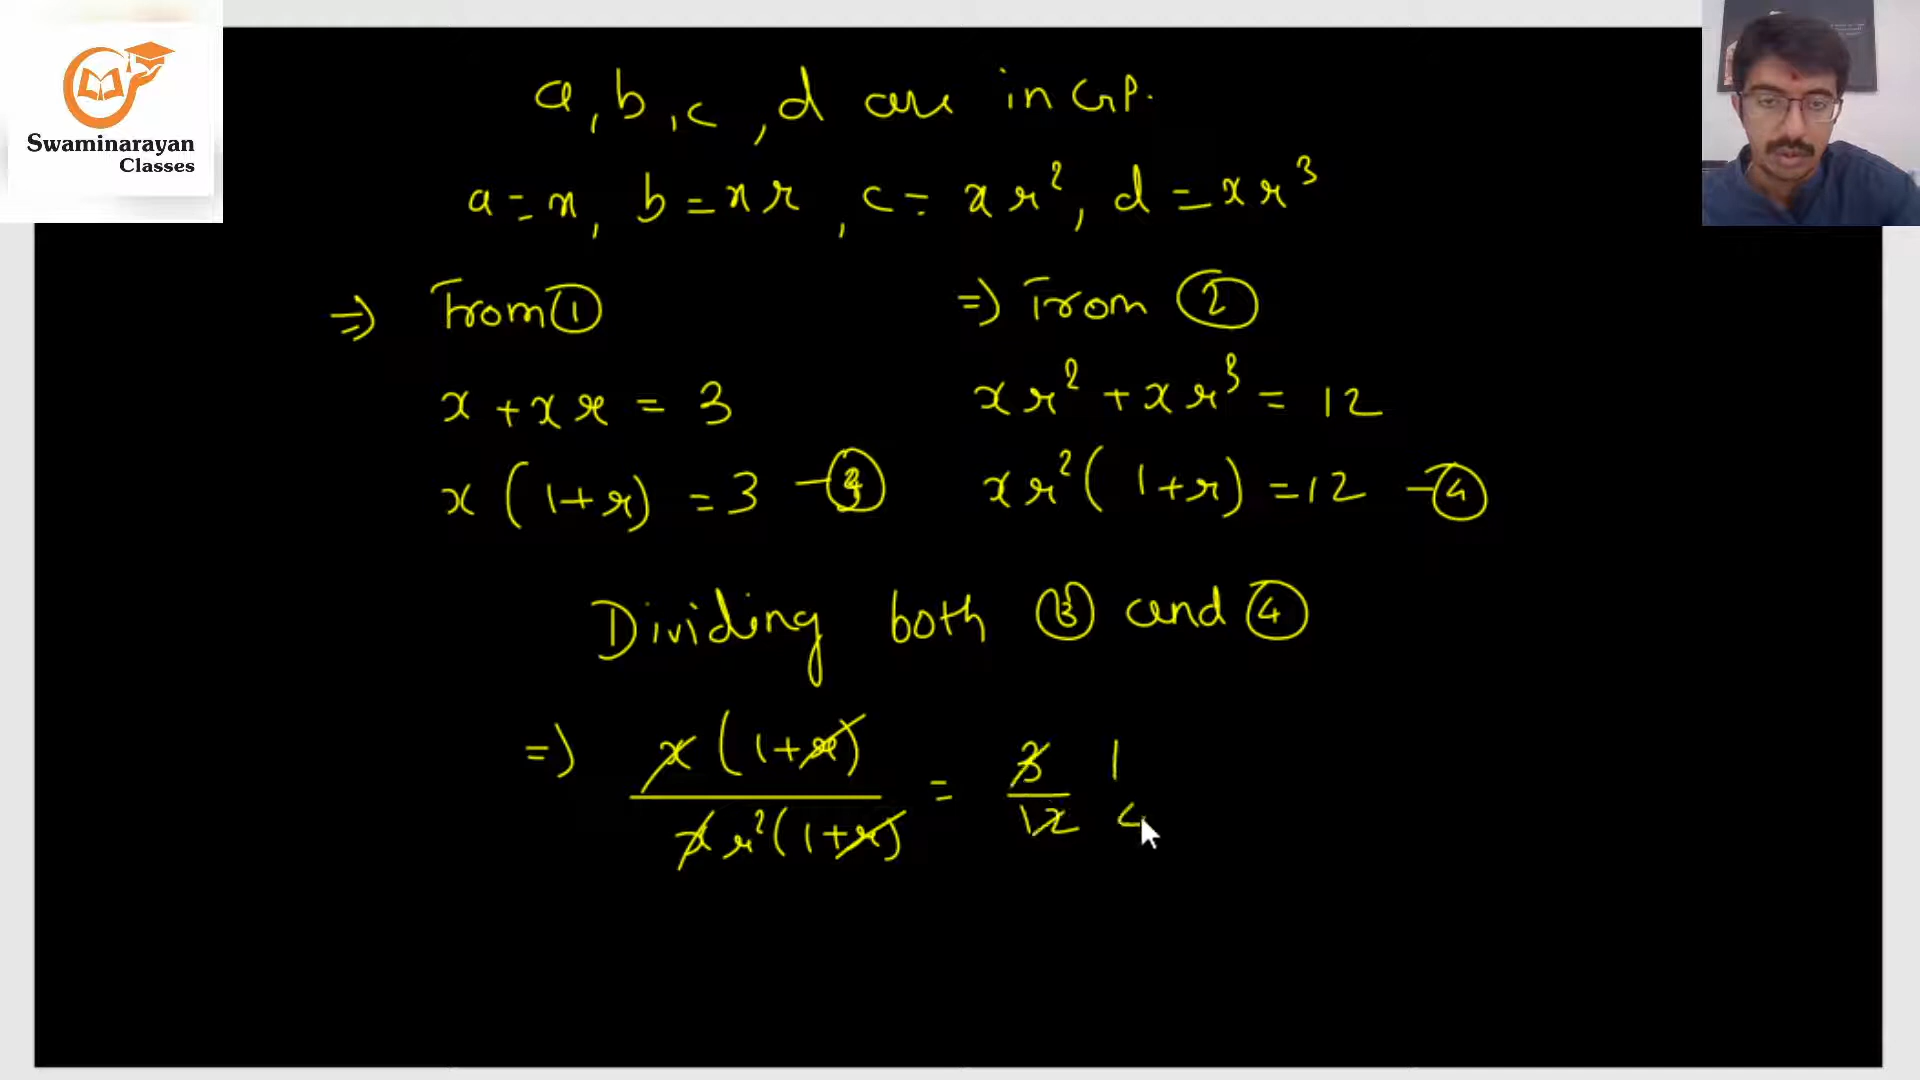 Swaminarayan
Classes
a, b, c, d are in GP.
a = x, b = xr, c = xr², d = xr³
⇒ From ①
⇒ From ②
x + xr = 3
xr² + xr³ = 12
x(1+r) = 3 – ③
xr²(1+r) = 12 – ④
Dividing both ③ and ④
⇒ x(1+r) / xr²(1+r) = 3/12 1/4